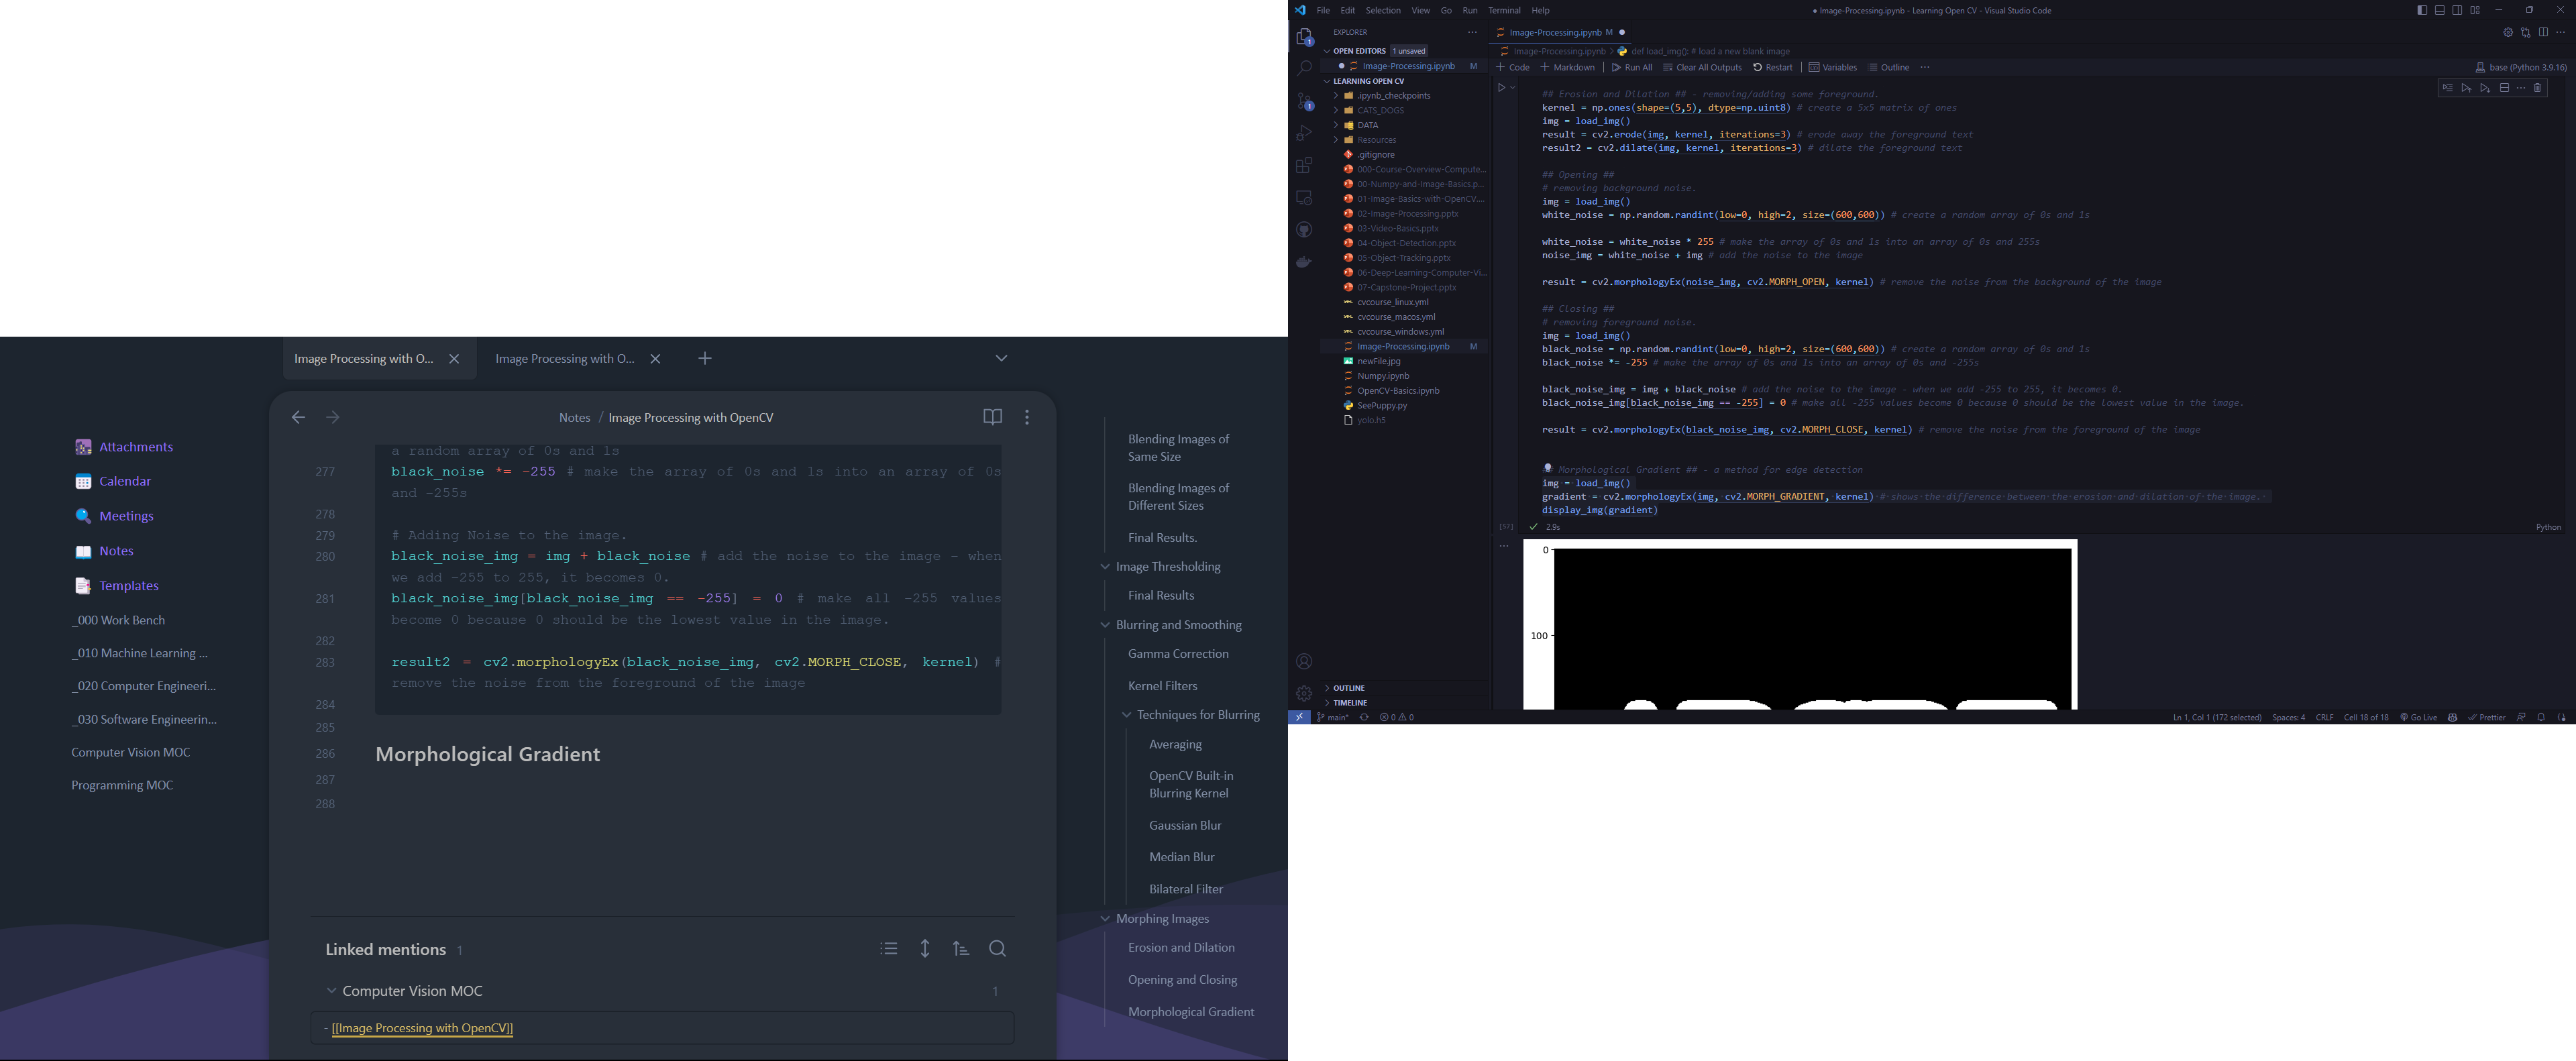 Image Processing with O...
Image Processing with O...
Notes / Image Processing with OpenCV
Attachments
Calendar
Meetings
Notes
Templates
_000 Work Bench
_010 Machine Learning ...
_020 Computer Engineeri...
_030 Software Engineerin...
Computer Vision MOC
Programming MOC
a random array of 0s and 1s
277 black_noise *= -255 # make the array of 0s and 1s into an array of 0s
and -255s
278
279 # Adding Noise to the image.
280 black_noise_img = img + black_noise # add the noise to the image - when
we add -255 to 255, it becomes 0.
281 black_noise_img[black_noise_img == -255] = 0 # make all -255 values
become 0 because 0 should be the lowest value in the image.
282
283 result2 = cv2.morphologyEx(black_noise_img, cv2.MORPH_CLOSE, kernel) #
remove the noise from the foreground of the image
284
285
286 Morphological Gradient
287
288
Linked mentions 1
Computer Vision MOC 1
- [[Image Processing with OpenCV]]
Blending Images of
Same Size
Blending Images of
Different Sizes
Final Results.
Image Thresholding
Final Results
Blurring and Smoothing
Gamma Correction
Kernel Filters
Techniques for Blurring
Averaging
OpenCV Built-in
Blurring Kernel
Gaussian Blur
Median Blur
Bilateral Filter
Morphing Images
Erosion and Dilation
Opening and Closing
Morphological Gradient
File Edit Selection View Go Run Terminal Help
● Image-Processing.ipynb - Learning Open CV - Visual Studio Code
EXPLORER
OPEN EDITORS 1 unsaved
Image-Processing.ipynb M
LEARNING OPEN CV
.ipynb_checkpoints
CATS_DOGS
DATA
Resources
.gitignore
000-Course-Overview-Compute...
00-Numpy-and-Image-Basics.p...
01-Image-Basics-with-OpenCV....
02-Image-Processing.pptx
03-Video-Basics.pptx
04-Object-Detection.pptx
05-Object-Tracking.pptx
06-Deep-Learning-Computer-Vi...
07-Capstone-Project.pptx
cvcourse_linux.yml
cvcourse_macos.yml
cvcourse_windows.yml
Image-Processing.ipynb M
newFile.jpg
Numpy.ipynb
OpenCV-Basics.ipynb
SeePuppy.py
yolo.h5
OUTLINE
TIMELINE
Image-Processing.ipynb M ●
Image-Processing.ipynb > def load_img(): # load a new blank image
+ Code + Markdown | Run All Clear All Outputs Restart | Variables Outline ...
base (Python 3.9.16)
## Erosion and Dilation ## - removing/adding some foreground.
kernel = np.ones(shape=(5,5), dtype=np.uint8) # create a 5x5 matrix of ones
img = load_img()
result = cv2.erode(img, kernel, iterations=3) # erode away the foreground text
result2 = cv2.dilate(img, kernel, iterations=3) # dilate the foreground text
## Opening ##
# removing background noise.
img = load_img()
white_noise = np.random.randint(low=0, high=2, size=(600,600)) # create a random array of 0s and 1s
white_noise = white_noise * 255 # make the array of 0s and 1s into an array of 0s and 255s
noise_img = white_noise + img # add the noise to the image
result = cv2.morphologyEx(noise_img, cv2.MORPH_OPEN, kernel) # remove the noise from the background of the image
## Closing ##
# removing foreground noise.
img = load_img()
black_noise = np.random.randint(low=0, high=2, size=(600,600)) # create a random array of 0s and 1s
black_noise *= -255 # make the array of 0s and 1s into an array of 0s and -255s
black_noise_img = img + black_noise # add the noise to the image - when we add -255 to 255, it becomes 0.
black_noise_img[black_noise_img == -255] = 0 # make all -255 values become 0 because 0 should be the lowest value in the image.
result = cv2.morphologyEx(black_noise_img, cv2.MORPH_CLOSE, kernel) # remove the noise from the foreground of the image
Morphological Gradient ## - a method for edge detection
img = load_img()
gradient = cv2.morphologyEx(img, cv2.MORPH_GRADIENT, kernel) # shows the difference between the erosion and dilation of the image.
display_img(gradient)
[57] 2.9s Python
0
100
main* 0 0
Ln 1, Col 1 (172 selected) Spaces: 4 CRLF Cell 18 of 18 Go Live Prettier